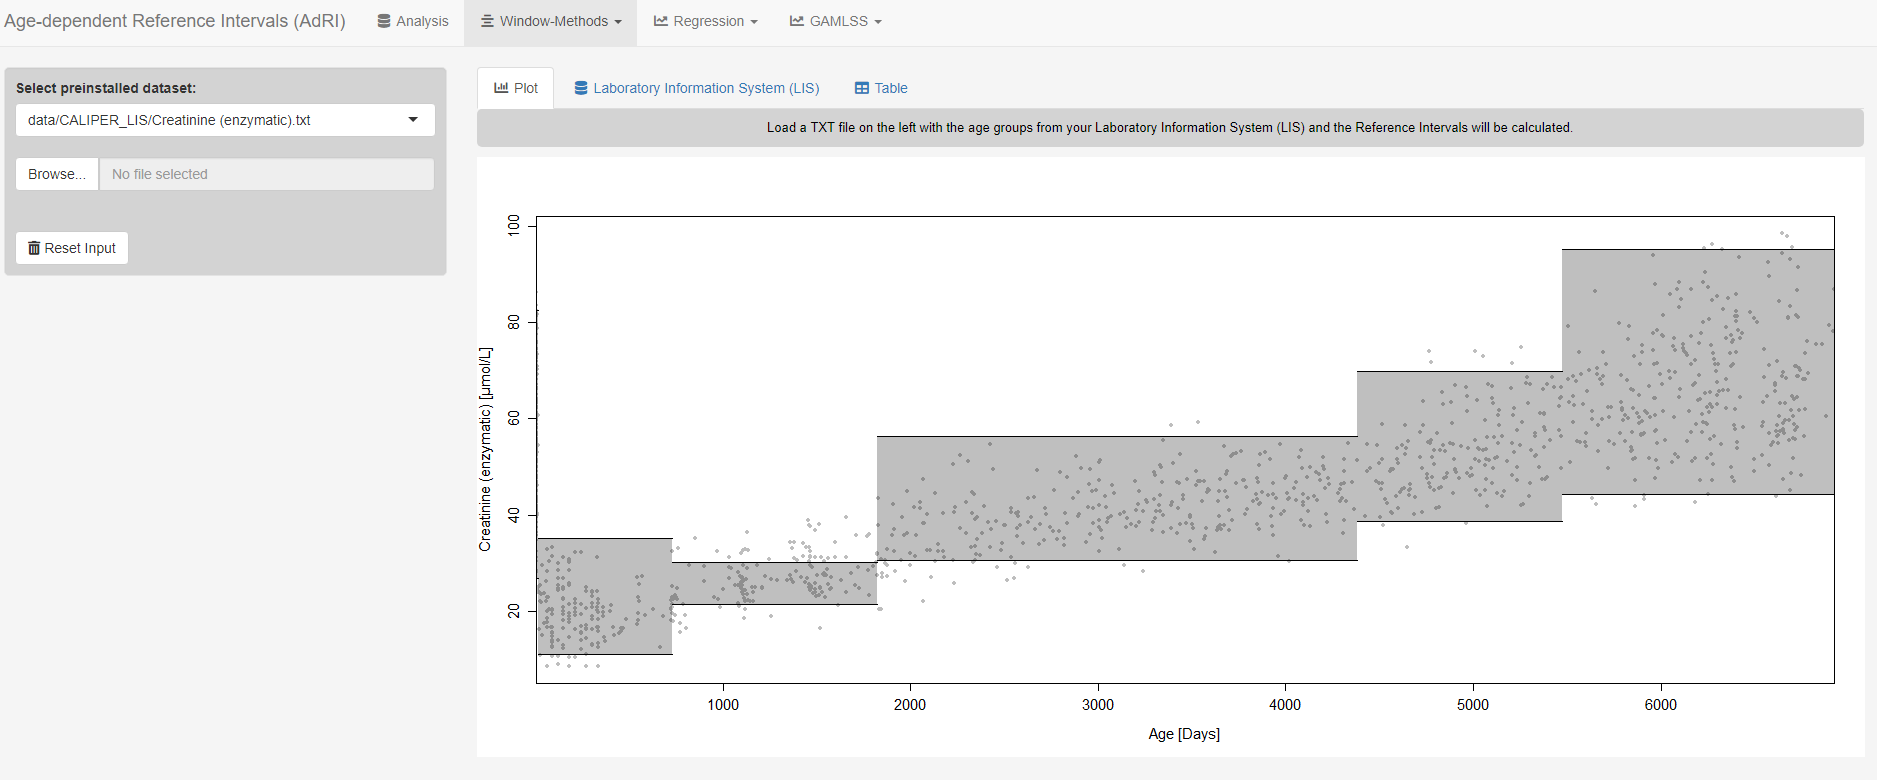 Age-dependent Reference Intervals (AdRI) Analysis Window-Methods Regression GAMLSS
Select preinstalled dataset:
data/CALIPER_LIS/Creatinine (enzymatic).txt
Browse... No file selected
Reset Input
Plot Laboratory Information System (LIS) Table
Load a TXT file on the left with the age groups from your Laboratory Information System (LIS) and the Reference Intervals will be calculated.
Creatinine (enzymatic) [µmol/L]
100
80
60
40
20
1000 2000 3000 4000 5000 6000
Age [Days]